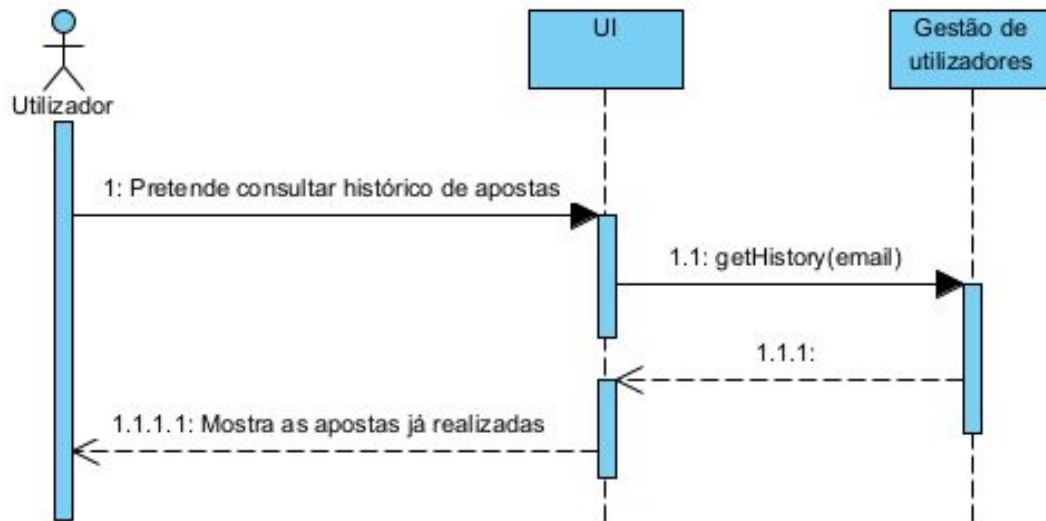 UI
Gestão de
utilizadores
Utilizador
1: Pretende consultar histórico de apostas
1.1: getHistory(email)
1.1.1:
1.1.1.1: Mostra as apostas já realizadas